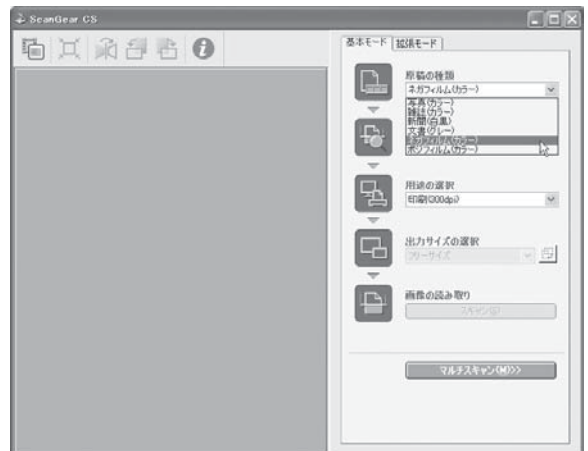 ScanGear CS
基本モード 拡張モード
原稿の種類
ネガフィルム(カラー)
写真(カラー)
雑誌(カラー)
新聞(白黒)
文書(グレー)
ネガフィルム(カラー)
ポジフィルム(カラー)
用途の選択
印刷(300dpi)
出力サイズの選択
フリーサイズ
画像の読み取り
スキャン(S)
マルチスキャン(M)>>